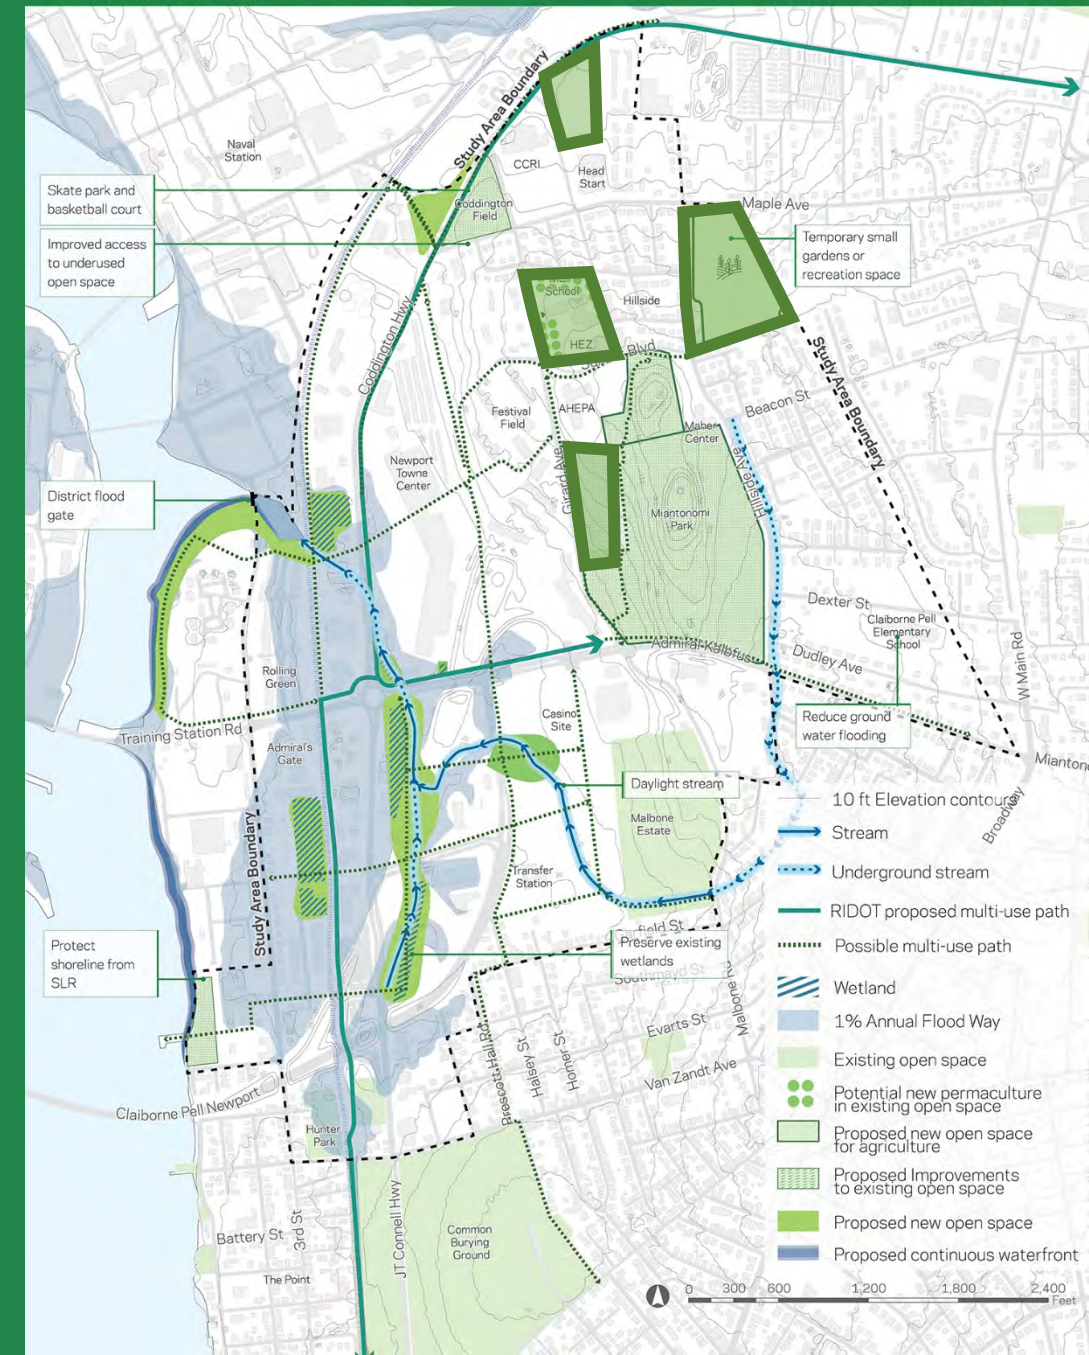 Study Area Boundary
Naval
Station
CCRI
Head
Start
Skate park and
basketball court
Coddington
Field
Maple Ave
Improved access
to underused
open space
Temporary small
gardens or
recreation space
School
Hillside
HEZ
Blvd
Coddington Hwy
Study Area Boundary
Festival
Field
AHEPA
Beacon St
Maher
Center
Newport
Towne
Center
Girard Ave
Hillside Ave
District flood
gate
Miantonomi
Park
Dexter St
Claiborne Pell
Elementary
School
Admiral Kalbfus
Dudley Ave
W Main Rd
Rolling
Green
Casino
Site
Reduce ground
water flooding
Training Station Rd
Admiral's
Gate
Daylight stream
Malbone
Estate
Broadway
Study Area Boundary
Transfer
Station
Protect
shoreline from
SLR
Preserve existing
wetlands
Southmayd St
Malbone Rd
Evarts St
Prescott Hall Rd
Halsey St
Homer St
Van Zandt Ave
Claiborne Pell Newport
Hunter
Park
JT Connell Hwy
3rd St
Battery St
Common
Burying
Ground
The Point
10 ft Elevation contours
Stream
Underground stream
RIDOT proposed multi-use path
Possible multi-use path
Wetland
1% Annual Flood Way
Existing open space
Potential new permaculture
in existing open space
Proposed new open space
for agriculture
Proposed Improvements
to existing open space
Proposed new open space
Proposed continuous waterfront
0 300 600 1,200 1,800 2,400
Feet